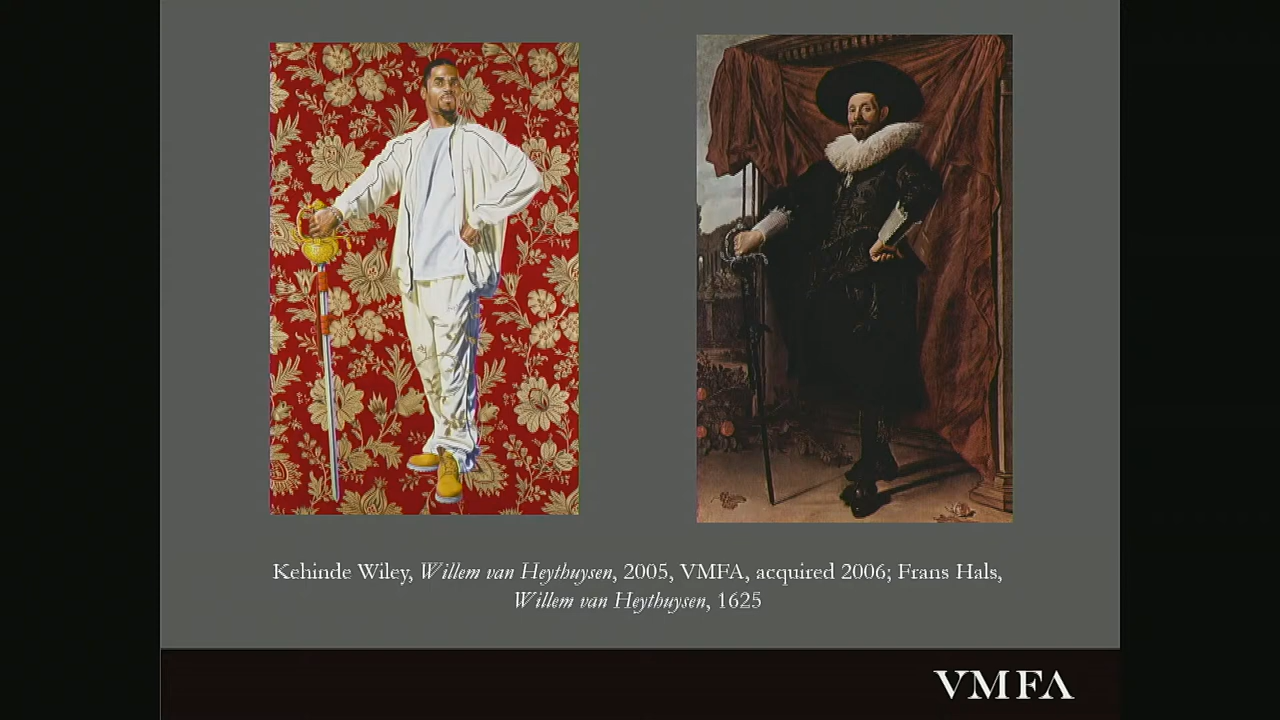 Kehinde Wiley, Willem van Heythuysen, 2005, VMFA, acquired 2006; Frans Hals,
Willem van Heythuysen, 1625
VMFA